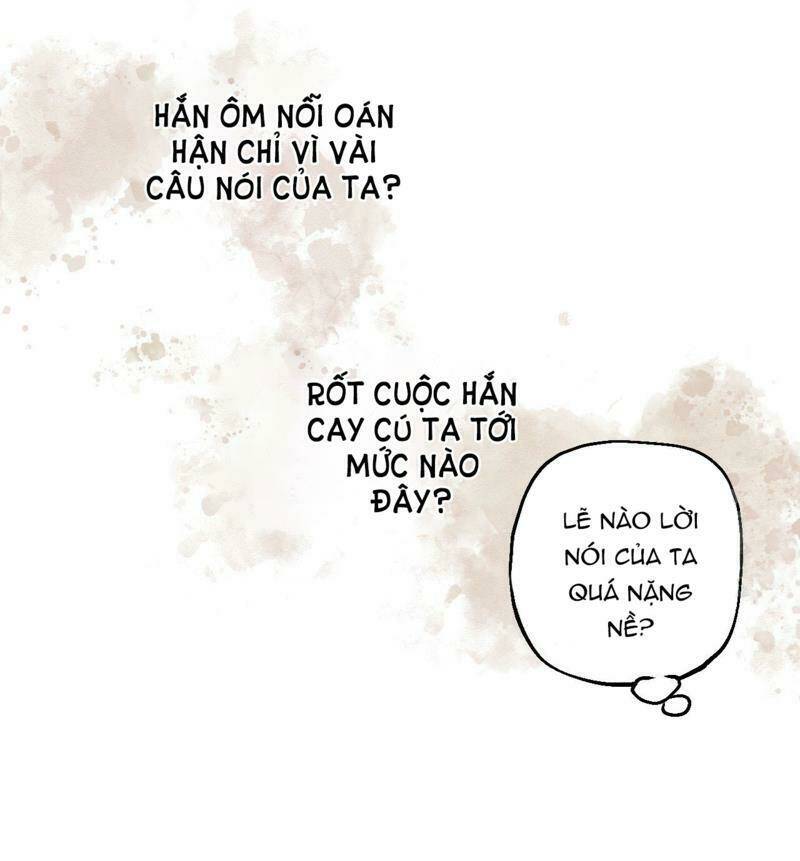 HẮN ÔM NỖI OÁN
HẬN CHỈ VÌ VÀI
CÂU NÓI CỦA TA?
RỐT CUỘC HẮN
CAY CÚ TA TỚI
MỨC NÀO
ĐÂY?
LẼ NÀO LỜI
NÓI CỦA TA
QUÁ NẶNG
NỀ?